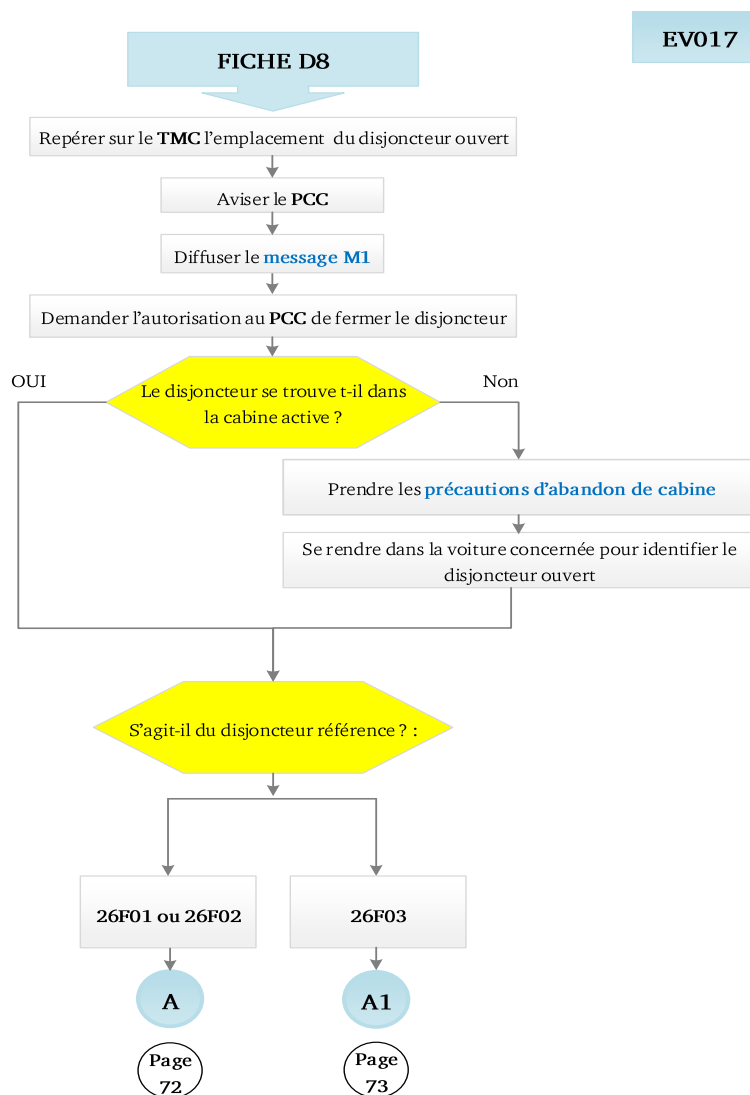 FICHE D8
EV017
Repérer sur le TMC l'emplacement du disjoncteur ouvert
Aviser le PCC
Diffuser le message M1
Demander l'autorisation au PCC de fermer le disjoncteur
OUI
Le disjoncteur se trouve t-il dans
la cabine active ?
Non
Prendre les précautions d'abandon de cabine
Se rendre dans la voiture concernée pour identifier le
disjoncteur ouvert
S'agit-il du disjoncteur référence ? :
26F01 ou 26F02
26F03
A
A1
Page
72
Page
73